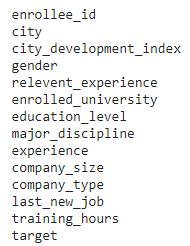 enrollee_id
city
city_development_index
gender
relevent_experience
enrolled_university
education_level
major_discipline
experience
company_size
company_type
last_new_job
training_hours
target